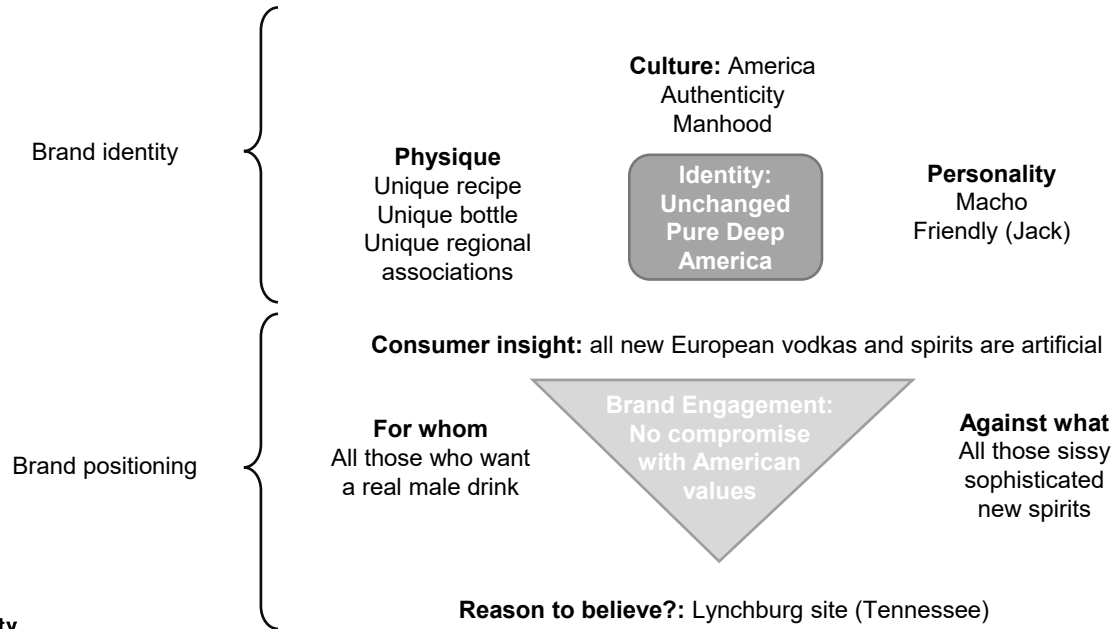 Culture: America
Authenticity
Manhood
Brand identity
Physique
Unique recipe
Unique bottle
Unique regional
associations
Identity:
Unchanged
Pure Deep
America
Personality
Macho
Friendly (Jack)
Consumer insight: all new European vodkas and spirits are artificial
Brand positioning
For whom
All those who want
a real male drink
Brand Engagement:
No compromise
with American
values
Against what
All those sissy
sophisticated
new spirits
Reason to believe?: Lynchburg site (Tennessee)